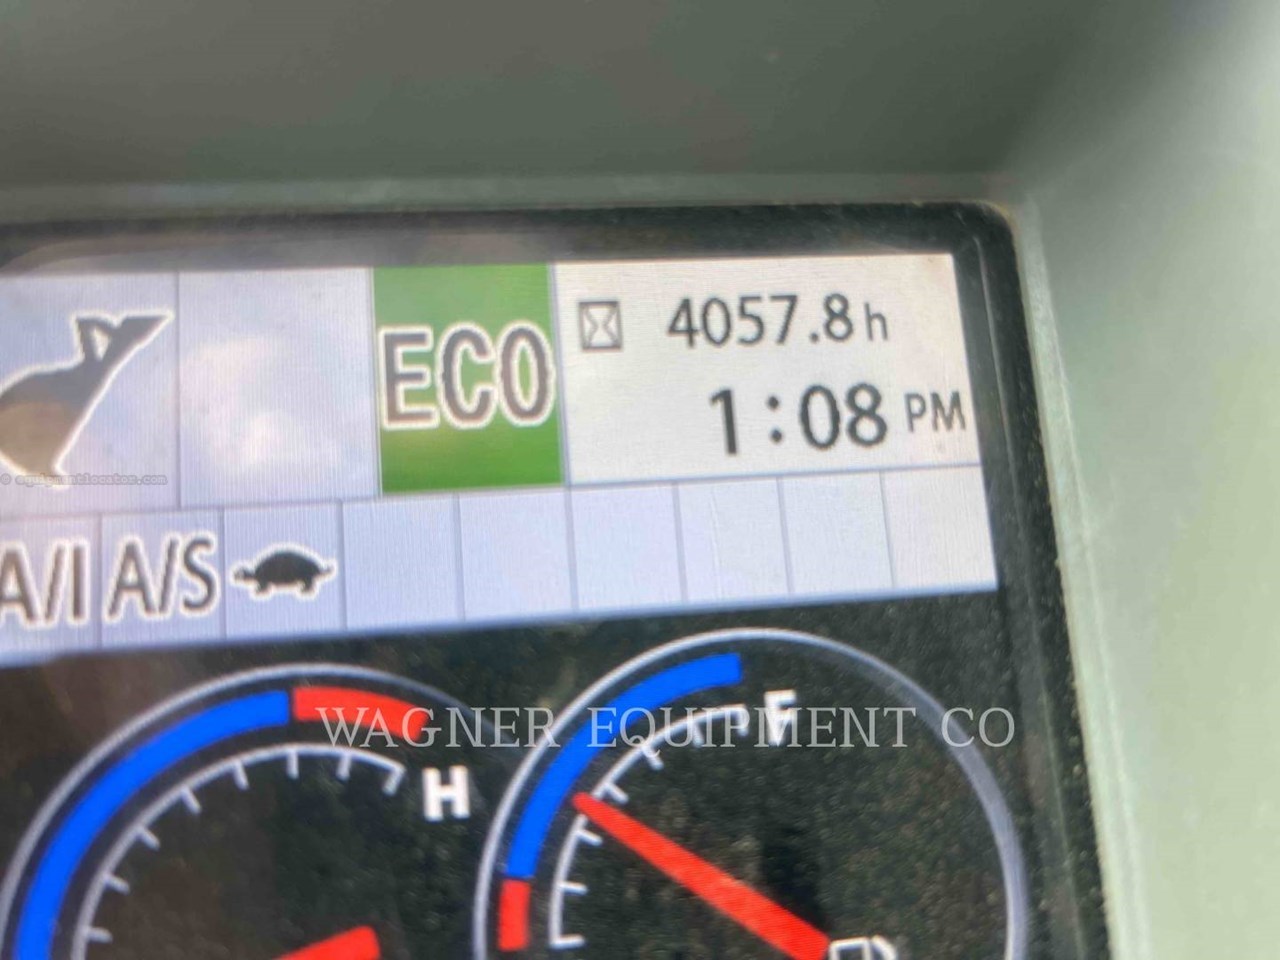 ECO
4057.8 h
1:08 PM
A/I A/S
H
F
WAGNER EQUIPMENT CO